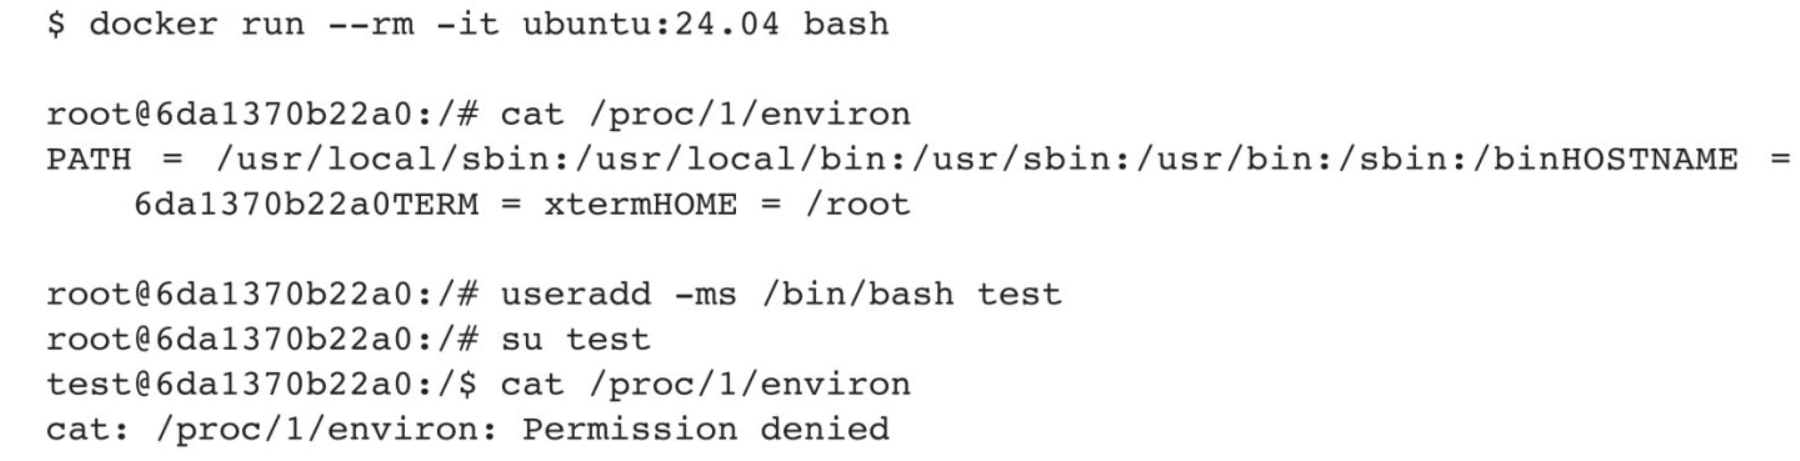 $ docker run --rm -it ubuntu:24.04 bash
root@6da1370b22a0:/# cat /proc/1/environ
PATH = /usr/local/sbin:/usr/local/bin:/usr/sbin:/usr/bin:/sbin:/binHOSTNAME =
6da1370b22a0TERM = xtermHOME = /root
root@6da1370b22a0:/# useradd -ms /bin/bash test
root@6da1370b22a0:/# su test
test@6da1370b22a0:/$ cat /proc/1/environ
cat: /proc/1/environ: Permission denied